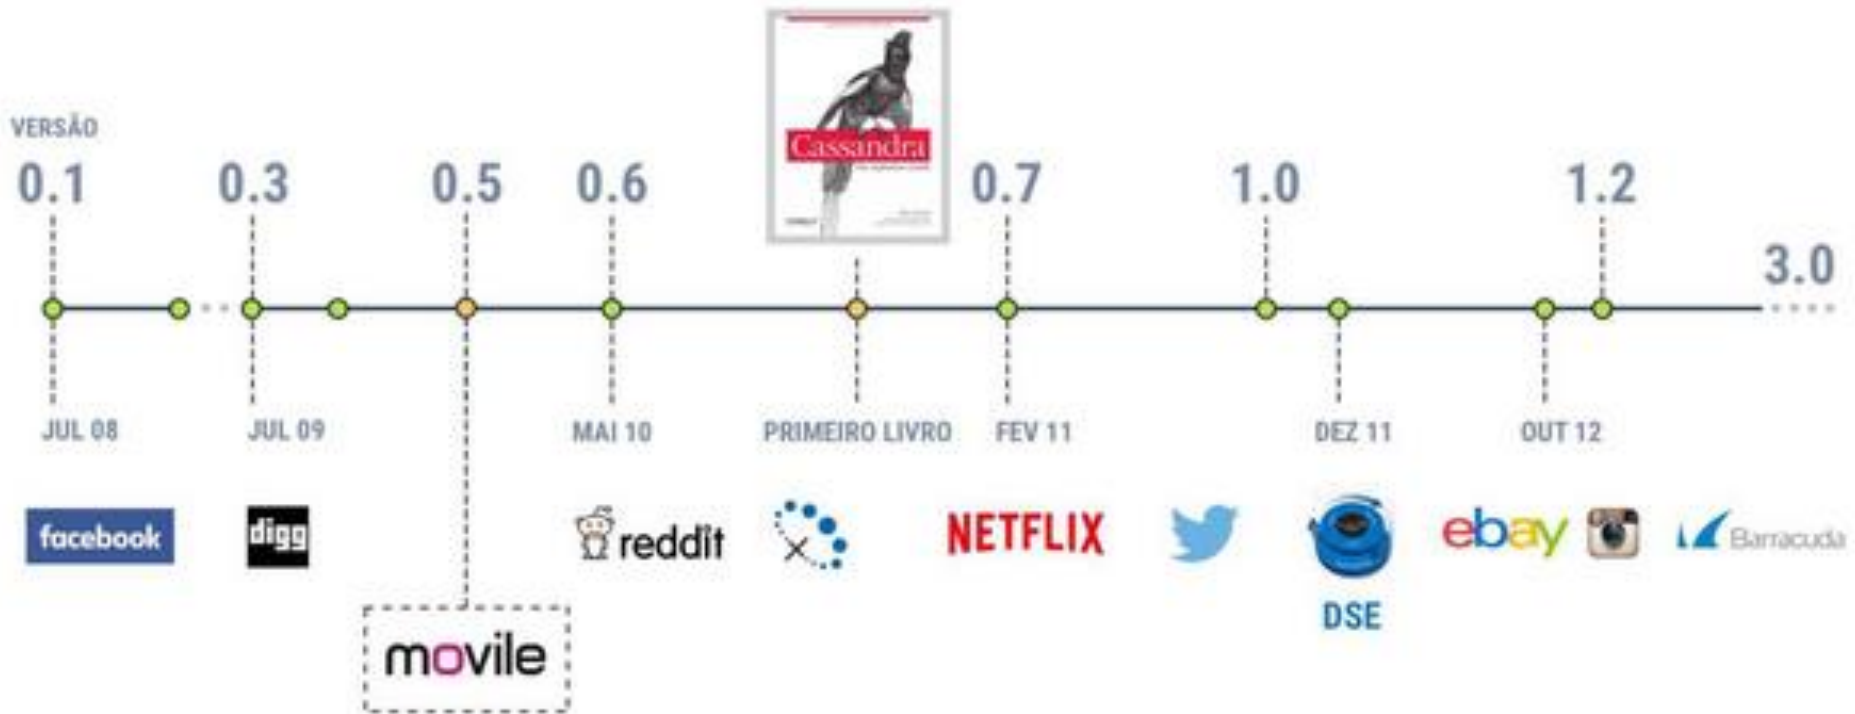 VERSÃO
0.1
0.3
0.5
0.6
Cassandra
0.7
1.0
1.2
3.0
JUL 08
JUL 09
MAI 10
PRIMEIRO LIVRO
FEV 11
DEZ 11
OUT 12
facebook
digg
reddit
NETFLIX
ebay
Barracuda
DSE
movile